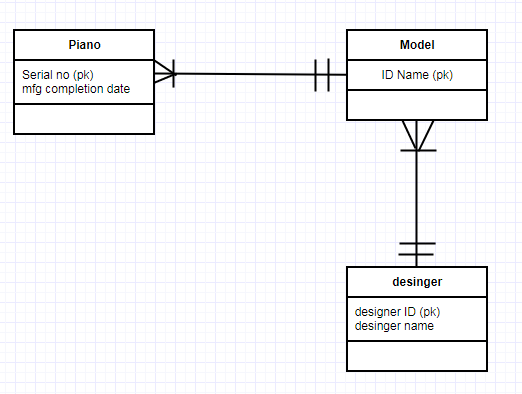 Piano
Serial no (pk)
mfg completion date
Model
ID Name (pk)
desinger
designer ID (pk)
desinger name